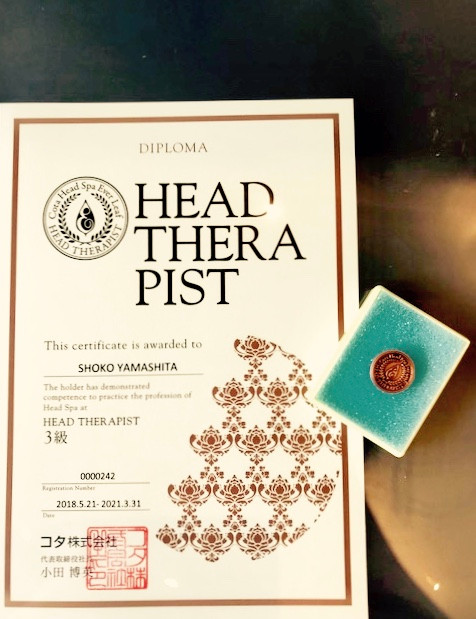 DIPLOMA
Cota Head Spa Ever Leaf
HEAD THERAPIST
HEAD
THERA
PIST
This certificate is awarded to
SHOKO YAMASHITA
The holder has demonstrated
competence to practice the profession of
Head Spa at
HEAD THERAPIST
3級
0000242
Registration Number
2018.5.21- 2021.3.31
Date
コタ株式会社
代表取締役社
小田 博英